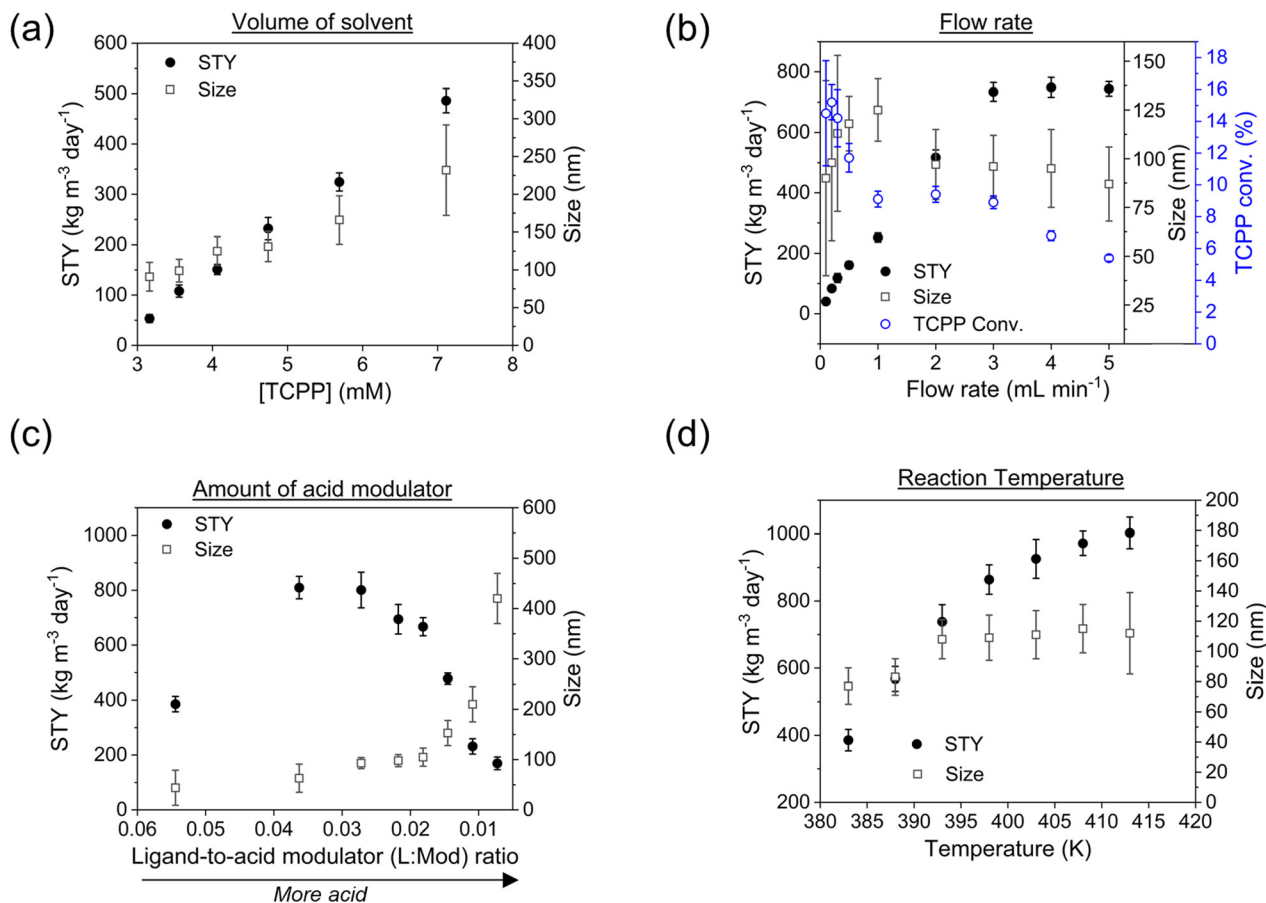 (a)
Volume of solvent
600
500
400
300
200
100
0
STY (kg m⁻³ day⁻¹)
STY
Size
400
350
300
250
200
150
100
50
0
Size (nm)
3 4 5 6 7 8
[TCPP] (mM)
(b)
Flow rate
800
600
400
200
0
STY (kg m⁻³ day⁻¹)
STY
Size
TCPP Conv.
150
125
100
75
50
25
Size (nm)
18
16
14
12
10
8
6
4
2
0
TCPP conv. (%)
0 1 2 3 4 5
Flow rate (mL min⁻¹)
(c)
Amount of acid modulator
1000
800
600
400
200
0
STY (kg m⁻³ day⁻¹)
STY
Size
600
500
400
300
200
100
0
Size (nm)
0.06 0.05 0.04 0.03 0.02 0.01
Ligand-to-acid modulator (L:Mod) ratio
More acid
(d)
Reaction Temperature
1000
800
600
400
200
STY (kg m⁻³ day⁻¹)
STY
Size
200
180
160
140
120
100
80
60
40
20
0
Size (nm)
380 385 390 395 400 405 410 415 420
Temperature (K)